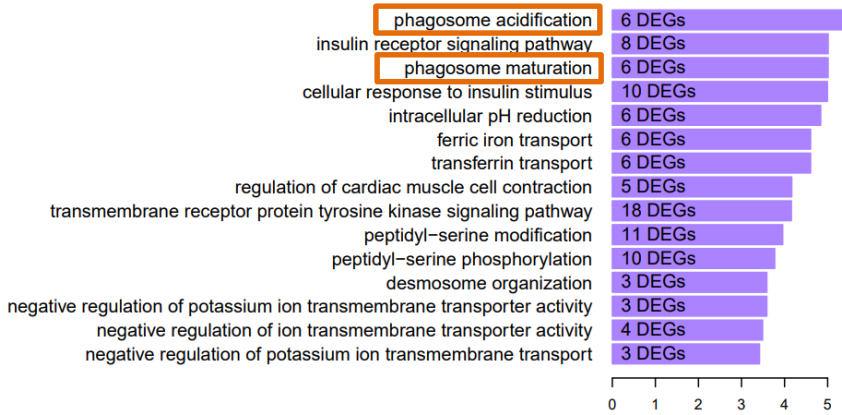 phagosome acidification 6 DEGs
insulin receptor signaling pathway 8 DEGs
phagosome maturation 6 DEGs
cellular response to insulin stimulus 10 DEGs
intracellular pH reduction 6 DEGs
ferric iron transport 6 DEGs
transferrin transport 6 DEGs
regulation of cardiac muscle cell contraction 5 DEGs
transmembrane receptor protein tyrosine kinase signaling pathway 18 DEGs
peptidyl−serine modification 11 DEGs
peptidyl−serine phosphorylation 10 DEGs
desmosome organization 3 DEGs
negative regulation of potassium ion transmembrane transporter activity 3 DEGs
negative regulation of ion transmembrane transporter activity 4 DEGs
negative regulation of potassium ion transmembrane transport 3 DEGs
0 1 2 3 4 5